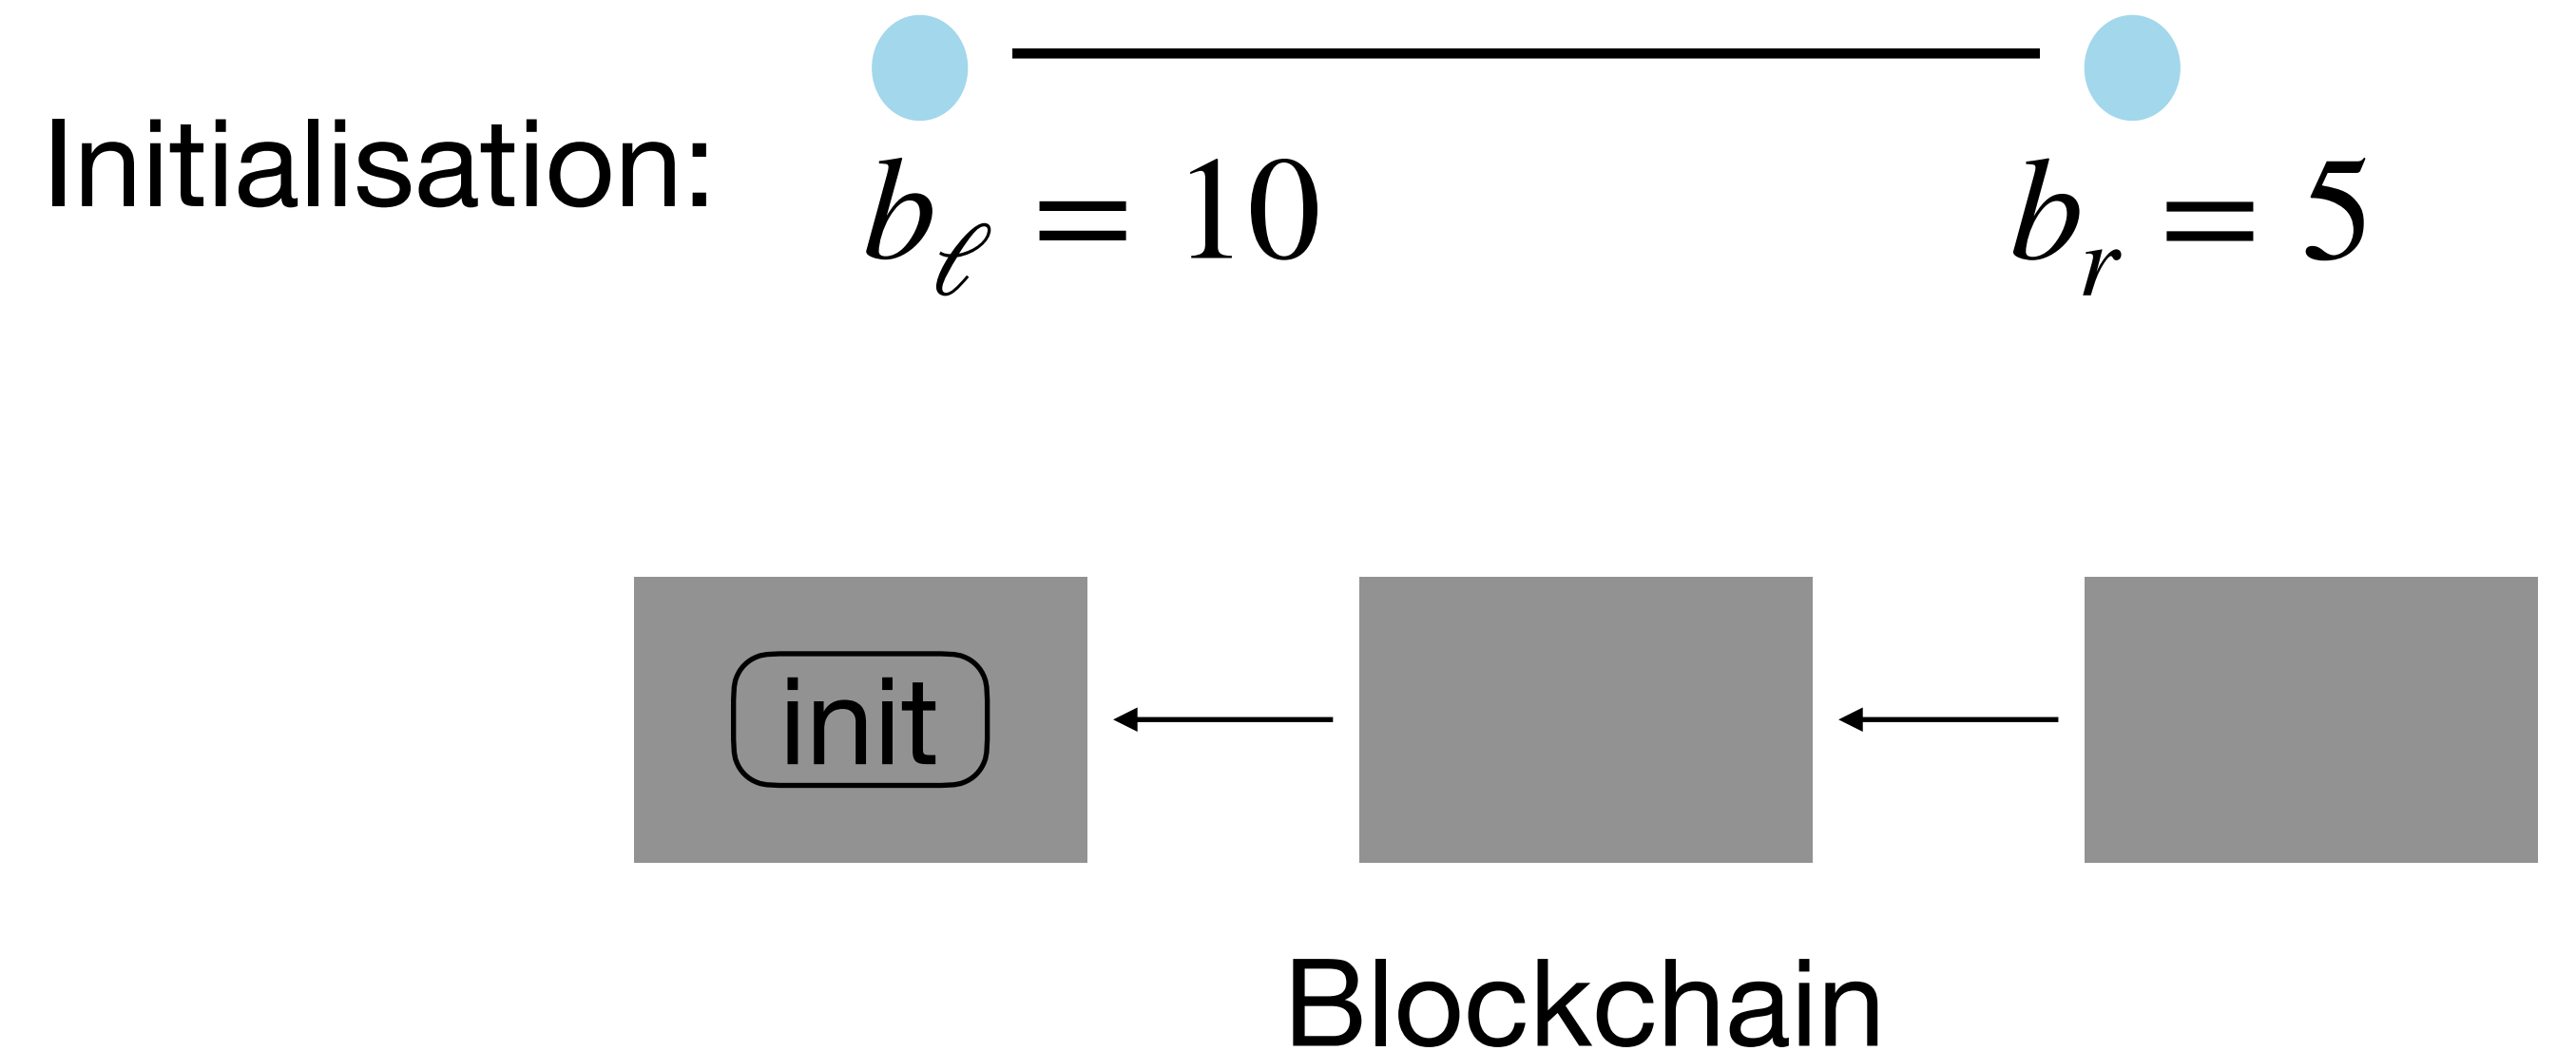 Initialisation:
b_ℓ = 10
b_r = 5
init
Blockchain